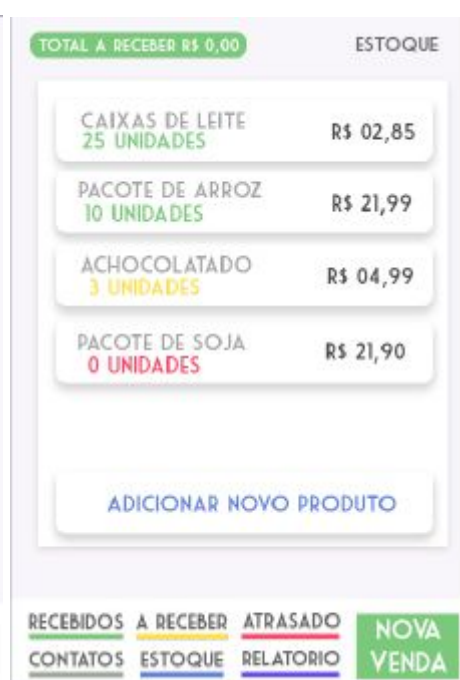 TOTAL A RECEBER R$ 0,00
ESTOQUE
CAIXAS DE LEITE
25 UNIDADES
R$ 02,85
PACOTE DE ARROZ
10 UNIDADES
R$ 21,99
ACHOCOLATADO
3 UNIDADES
R$ 04,99
PACOTE DE SOJA
0 UNIDADES
R$ 21,90
ADICIONAR NOVO PRODUTO
RECEBIDOS A RECEBER ATRASADO
CONTATOS ESTOQUE RELATORIO
NOVA
VENDA